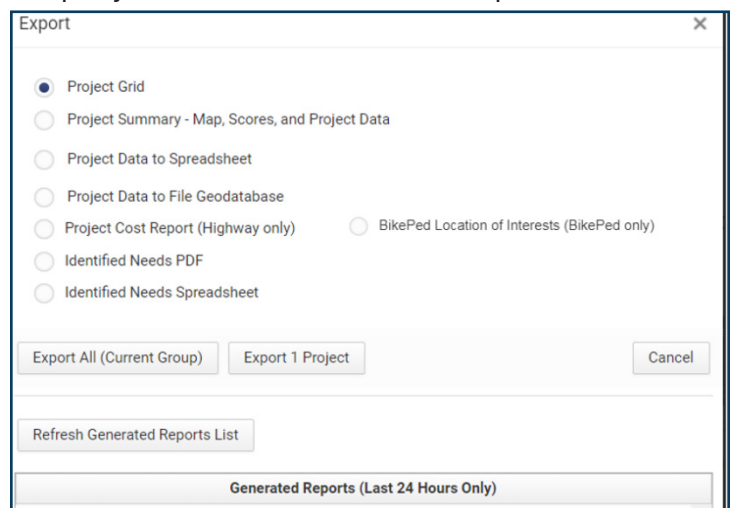 Export
Project Grid
Project Summary - Map, Scores, and Project Data
Project Data to Spreadsheet
Project Data to File Geodatabase
Project Cost Report (Highway only) BikePed Location of Interests (BikePed only)
Identified Needs PDF
Identified Needs Spreadsheet
Export All (Current Group) Export 1 Project Cancel
Refresh Generated Reports List
Generated Reports (Last 24 Hours Only)